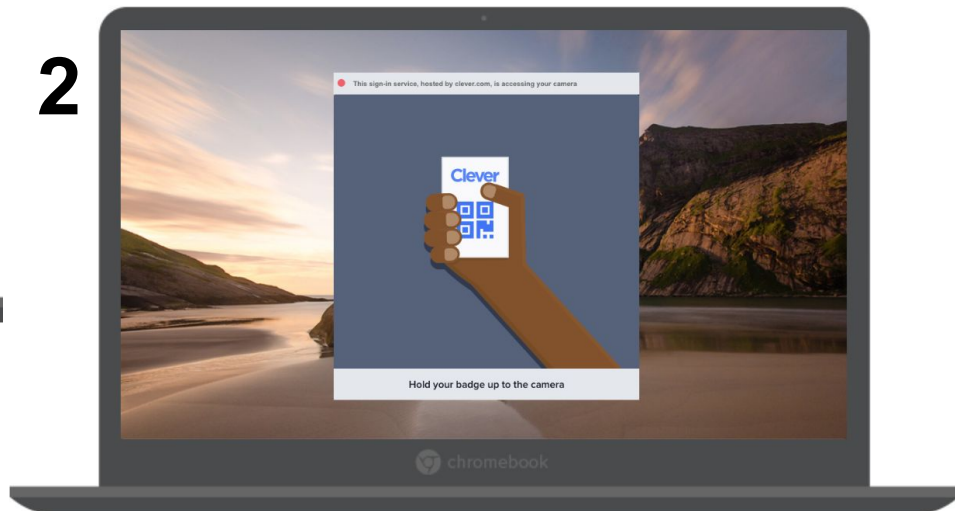 2
This sign-in service, hosted by clever.com, is accessing your camera
Clever
Hold your badge up to the camera
chromebook